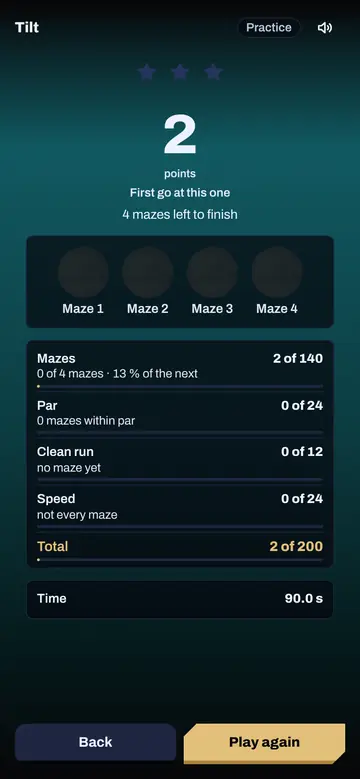 Tilt
Practice
2
points
First go at this one
4 mazes left to finish
Maze 1 Maze 2 Maze 3 Maze 4
Mazes 2 of 140
0 of 4 mazes · 13 % of the next
Par 0 of 24
0 mazes within par
Clean run 0 of 12
no maze yet
Speed 0 of 24
not every maze
Total 2 of 200
Time 90.0 s
Back Play again